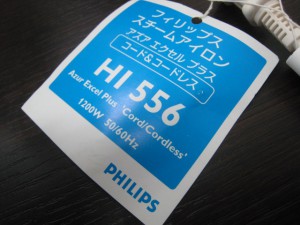 フィリップス
スチームアイロン
アズア エクセル プラス
コード&コードレス
HI 556
Azur Excel Plus 'Cord/Cordless'
1200W 50/60Hz
PHILIPS